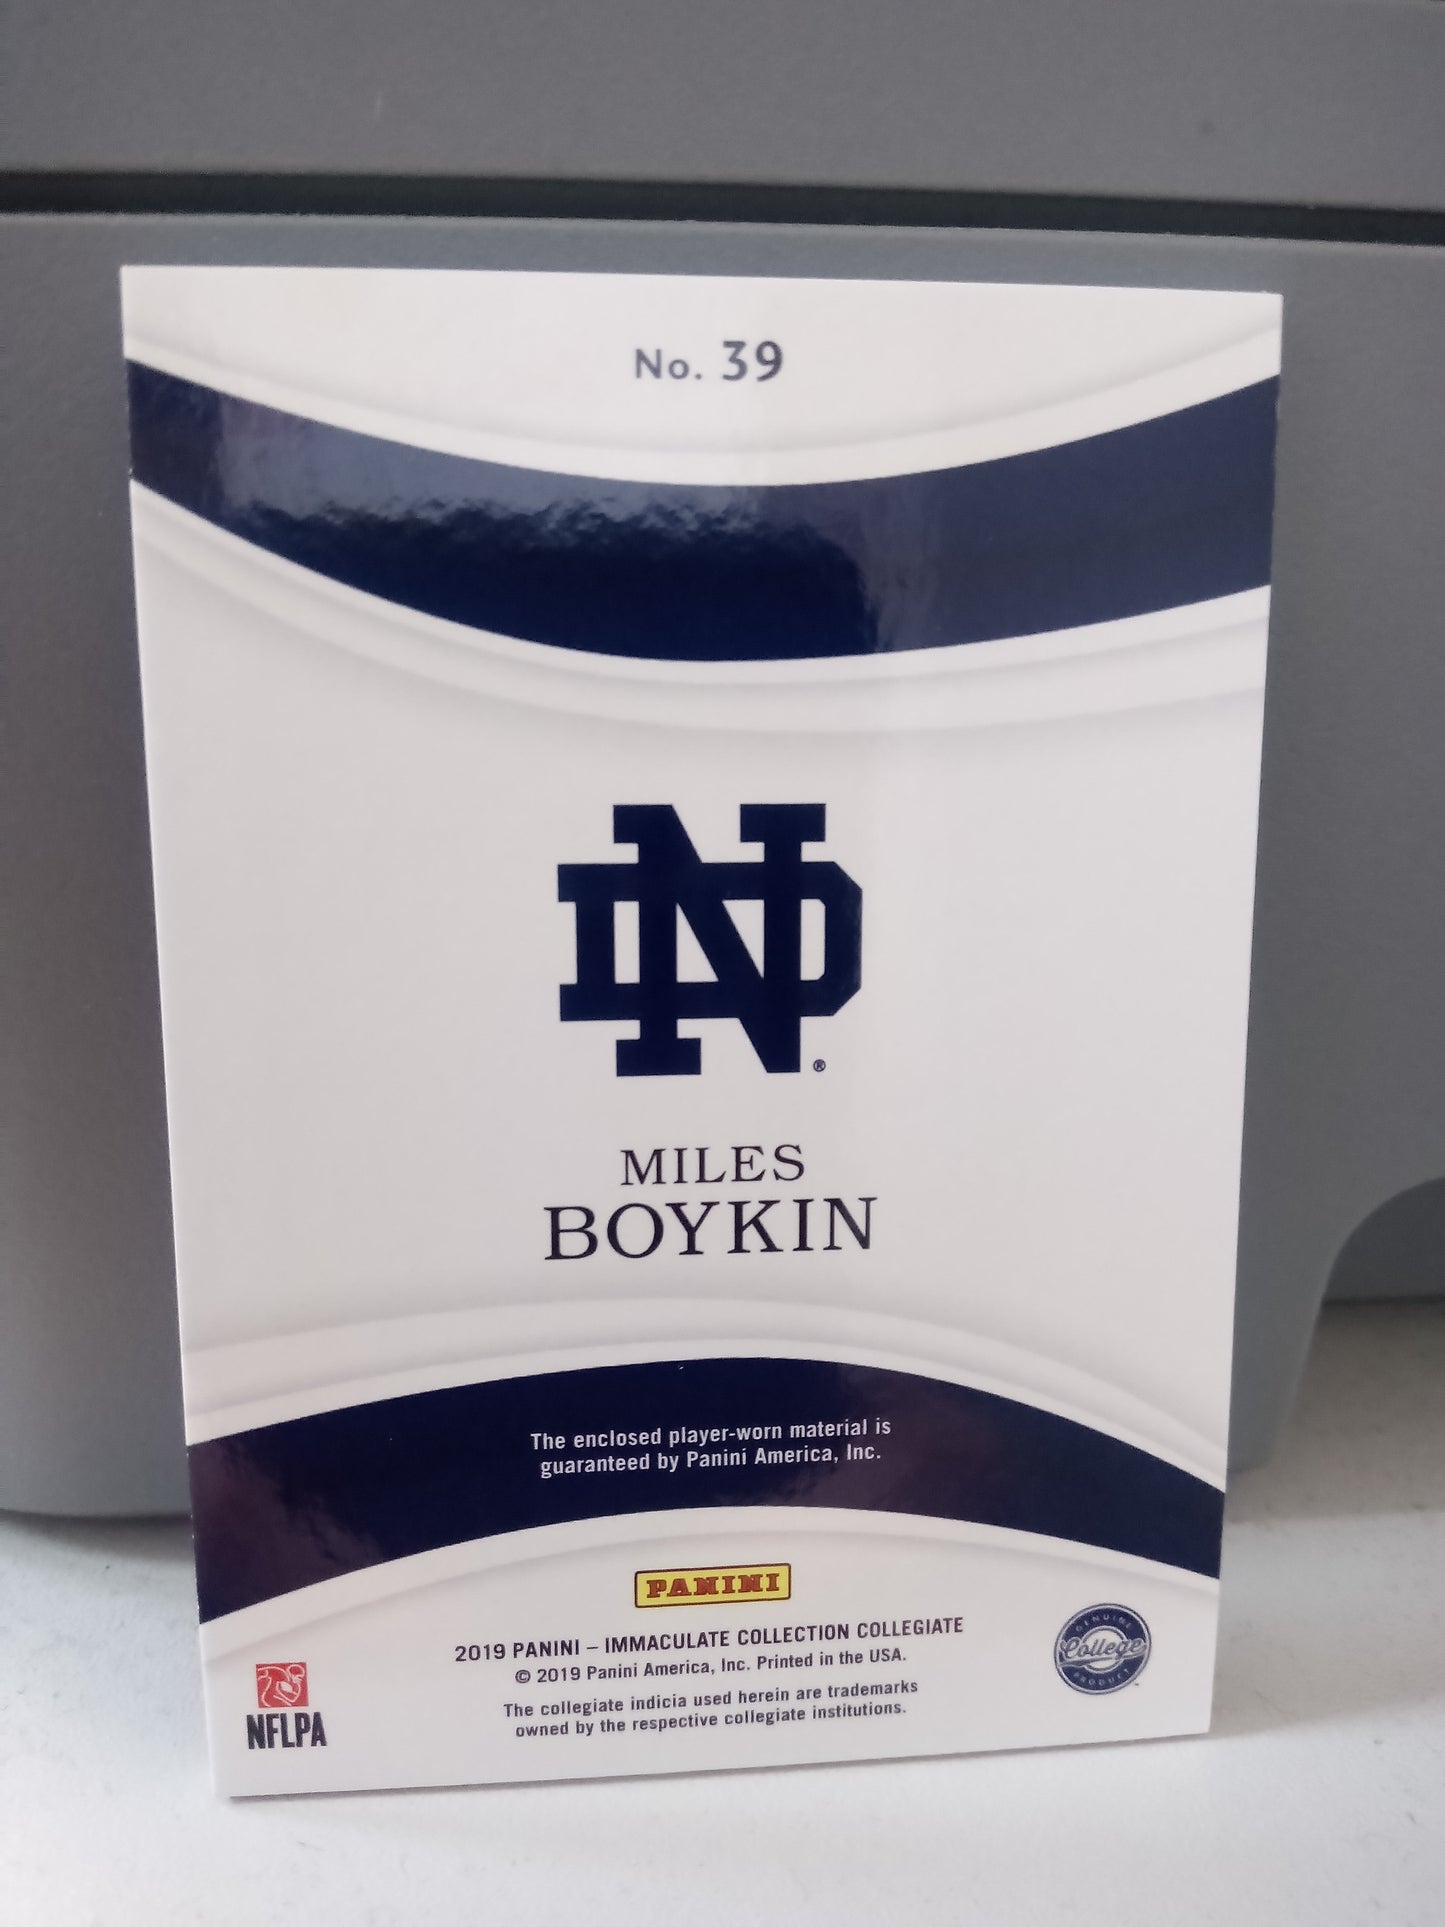 No. 39
ND
®
MILES
BOYKIN
The enclosed player-worn material is
guaranteed by Panini America, Inc.
PANINI
2019 PANINI – IMMACULATE COLLECTION COLLEGIATE
© 2019 Panini America, Inc. Printed in the USA.
The collegiate indicia used herein are trademarks
owned by the respective collegiate institutions.
NFLPA
GENUINE
College
PRODUCT